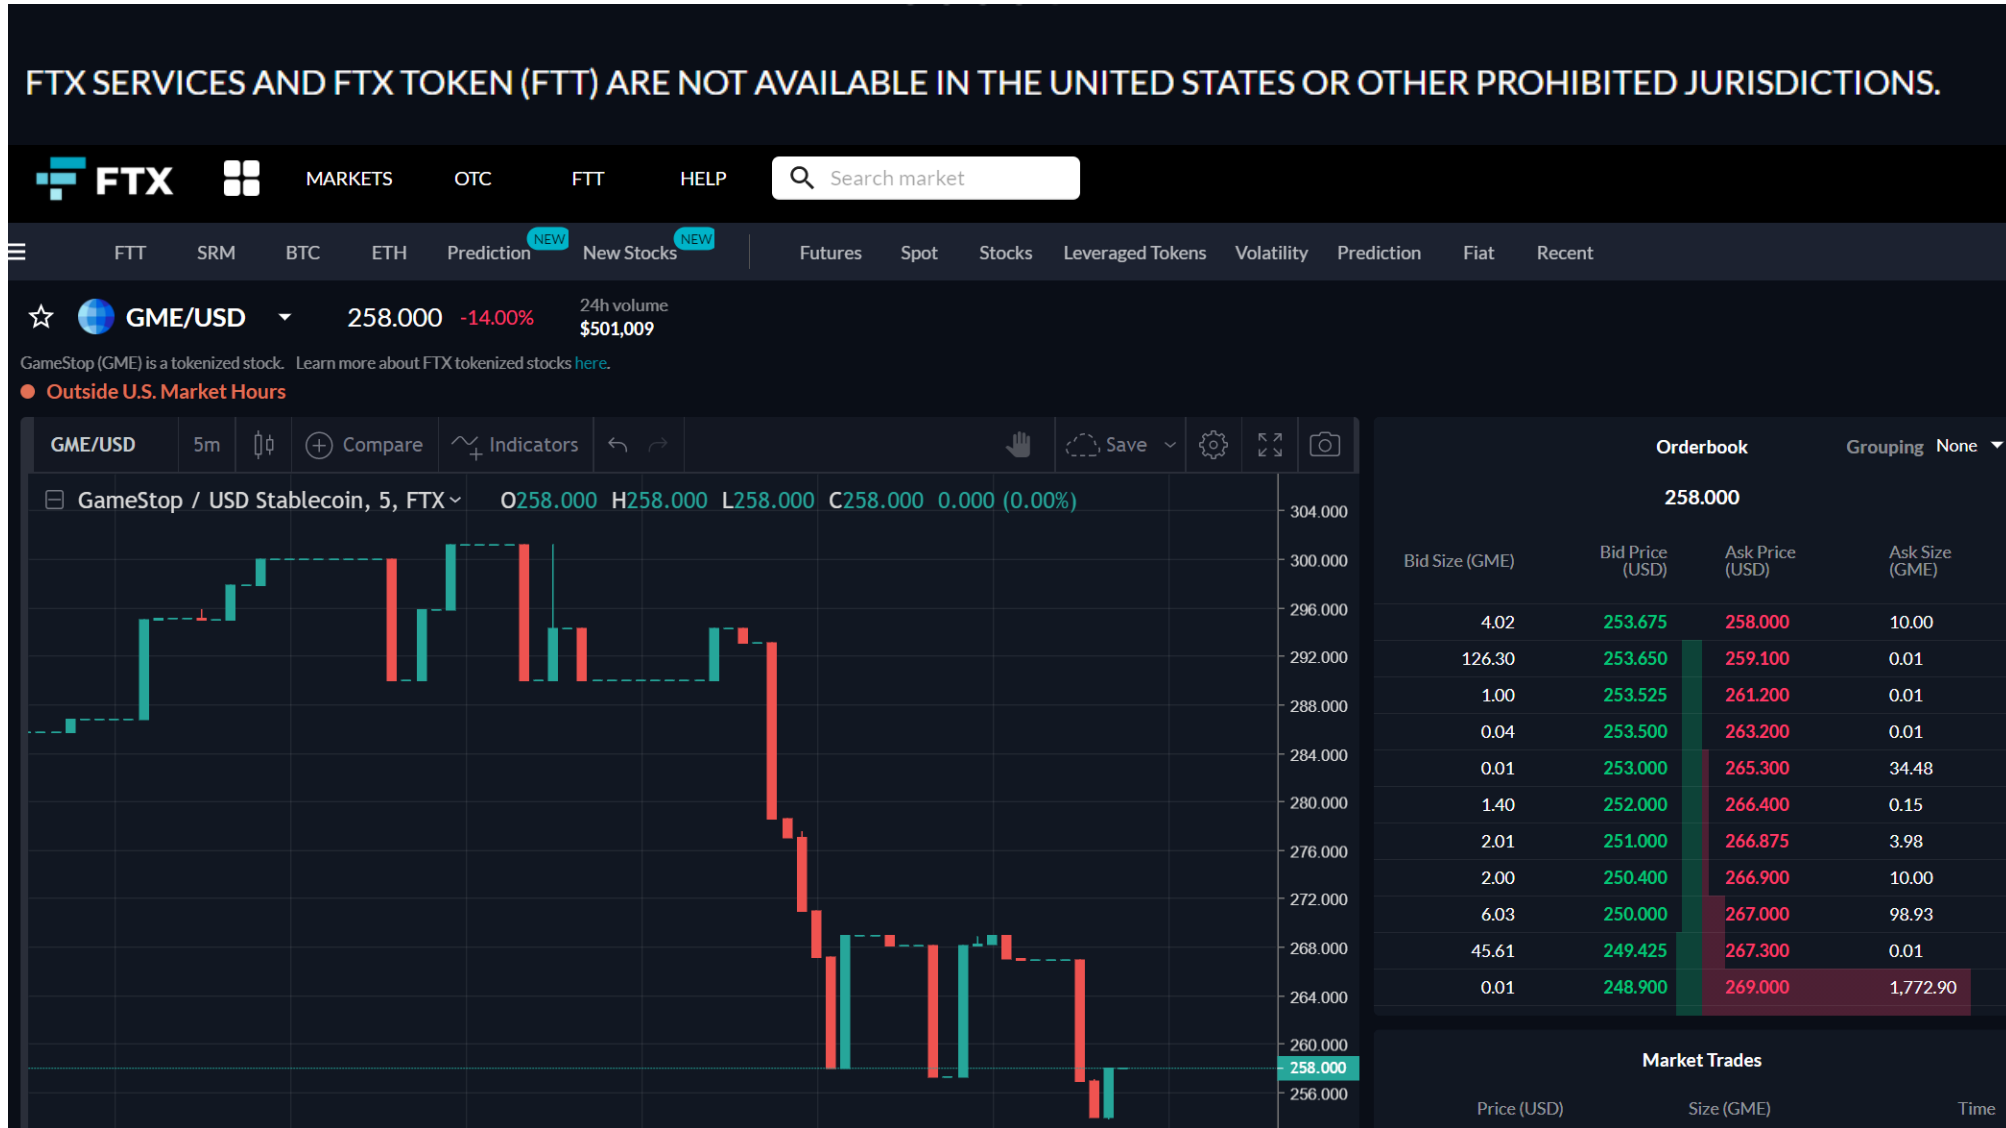 FTX SERVICES AND FTX TOKEN (FTT) ARE NOT AVAILABLE IN THE UNITED STATES OR OTHER PROHIBITED JURISDICTIONS.
FTX MARKETS OTC FTT HELP Search market
FTT SRM BTC ETH Prediction NEW New Stocks NEW Futures Spot Stocks Leveraged Tokens Volatility Prediction Fiat Recent
GME/USD 258.000 -14.00% 24h volume
$501,009
GameStop (GME) is a tokenized stock. Learn more about FTX tokenized stocks here.
Outside U.S. Market Hours
GME/USD 5m Compare Indicators Save
GameStop / USD Stablecoin, 5, FTX O258.000 H258.000 L258.000 C258.000 0.000 (0.00%)
304.000
300.000
296.000
292.000
288.000
284.000
280.000
276.000
272.000
268.000
264.000
260.000
258.000
256.000
Orderbook Grouping None
258.000
Bid Size (GME) Bid Price (USD) Ask Price (USD) Ask Size (GME)
4.02 253.675 258.000 10.00
126.30 253.650 259.100 0.01
1.00 253.525 261.200 0.01
0.04 253.500 263.200 0.01
0.01 253.000 265.300 34.48
1.40 252.000 266.400 0.15
2.01 251.000 266.875 3.98
2.00 250.400 266.900 10.00
6.03 250.000 267.000 98.93
45.61 249.425 267.300 0.01
0.01 248.900 269.000 1,772.90
Market Trades
Price (USD) Size (GME) Time